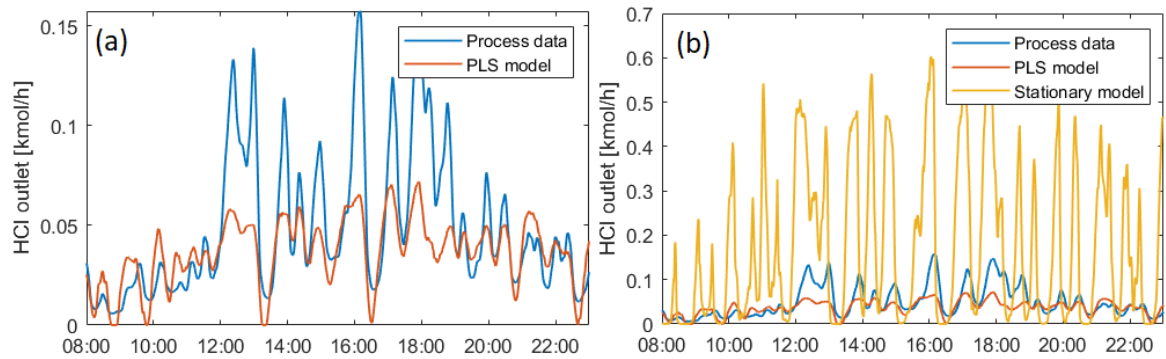 (a)
Process data
PLS model
HCl outlet [kmol/h]
0.15
0.1
0.05
0
08:00 10:00 12:00 14:00 16:00 18:00 20:00 22:00
(b)
Process data
PLS model
Stationary model
HCl outlet [kmol/h]
0.7
0.6
0.5
0.4
0.3
0.2
0.1
0
08:00 10:00 12:00 14:00 16:00 18:00 20:00 22:00